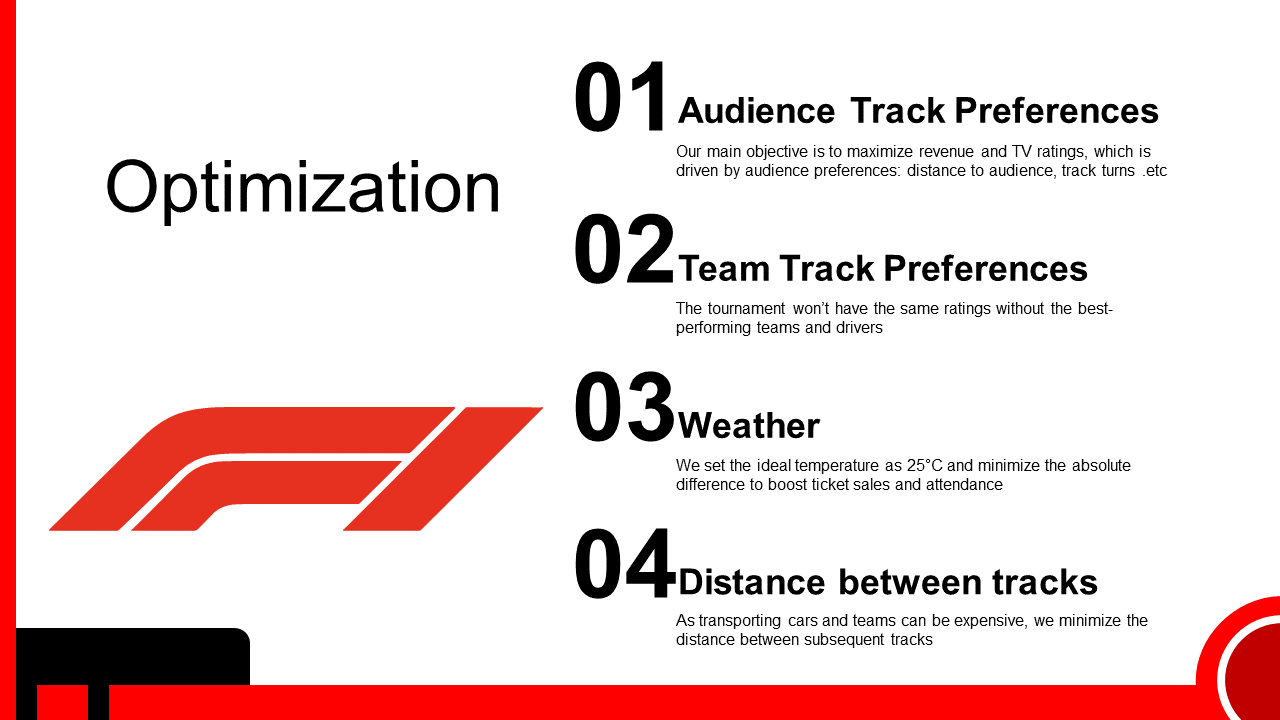 Optimization
01
Audience Track Preferences
Our main objective is to maximize revenue and TV ratings, which is
driven by audience preferences: distance to audience, track turns .etc
02
Team Track Preferences
The tournament won’t have the same ratings without the best-
performing teams and drivers
03
Weather
We set the ideal temperature as 25°C and minimize the absolute
difference to boost ticket sales and attendance
04
Distance between tracks
As transporting cars and teams can be expensive, we minimize the
distance between subsequent tracks
F1